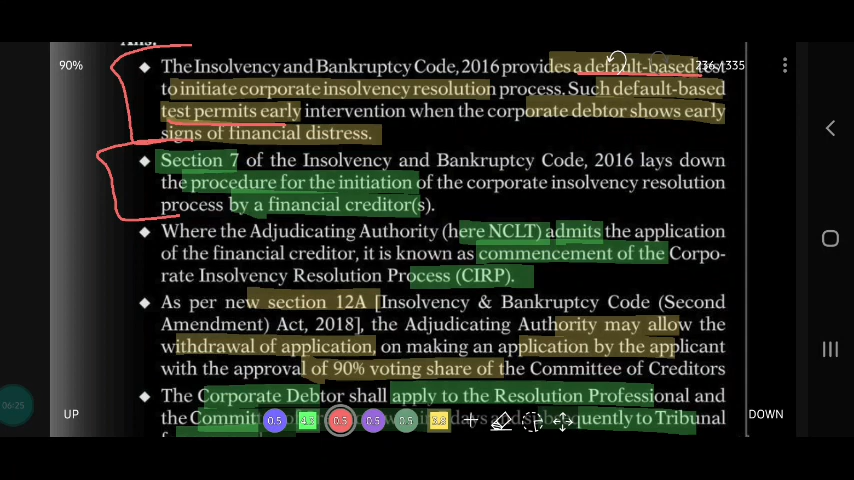 Ans.
90%
◆ The Insolvency and Bankruptcy Code, 2016 provides a default-based test
236/335
to initiate corporate insolvency resolution process. Such default-based
test permits early intervention when the corporate debtor shows early
signs of financial distress.
◆ Section 7 of the Insolvency and Bankruptcy Code, 2016 lays down
the procedure for the initiation of the corporate insolvency resolution
process by a financial creditor(s).
◆ Where the Adjudicating Authority (here NCLT) admits the application
of the financial creditor, it is known as commencement of the Corpo-
rate Insolvency Resolution Process (CIRP).
◆ As per new section 12A [Insolvency & Bankruptcy Code (Second
Amendment) Act, 2018], the Adjudicating Authority may allow the
withdrawal of application, on making an application by the applicant
with the approval of 90% voting share of the Committee of Creditors
◆ The Corporate Debtor shall apply to the Resolution Professional and
06/25
UP
the Commit days and subsequently to Tribunal
0.5
0.5
0.5
0.5
DOWN